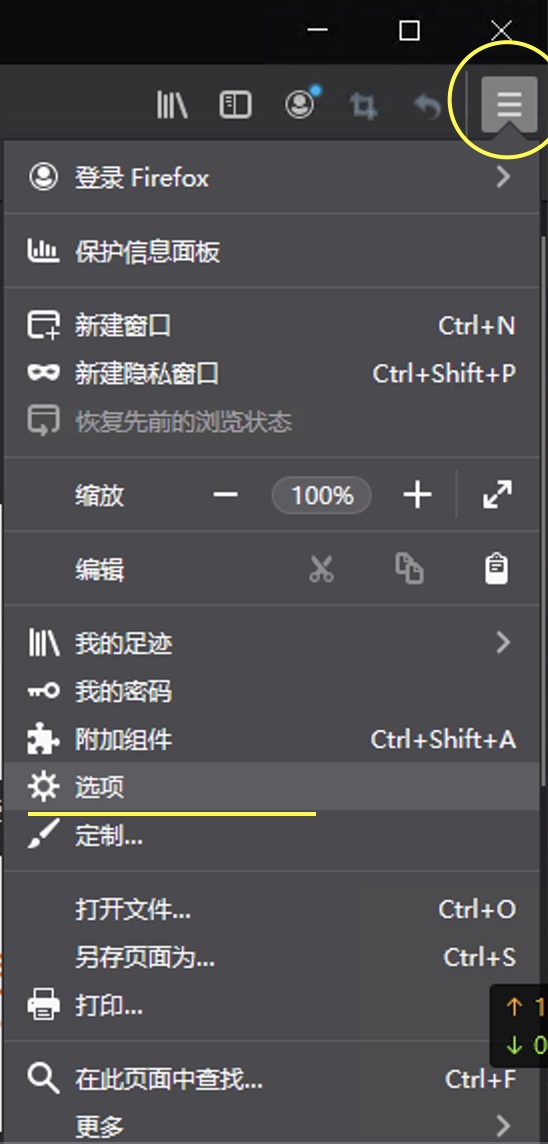 登录 Firefox
保护信息面板
新建窗口 Ctrl+N
新建隐私窗口 Ctrl+Shift+P
恢复先前的浏览状态
缩放 100%
编辑
我的足迹
我的密码
附加组件 Ctrl+Shift+A
选项
定制...
打开文件... Ctrl+O
另存页面为... Ctrl+S
打印...
↑ 1
↓ 0
在此页面中查找... Ctrl+F
更多